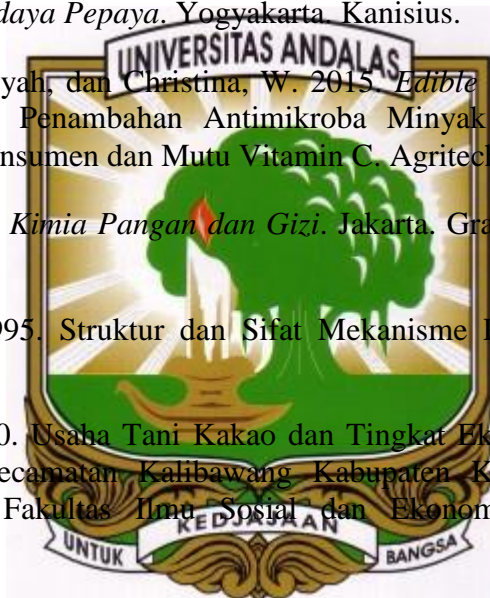 daya Pepaya. Yogyakarta. Kanisius.
UNIVERSITAS ANDALAS
yah, dan Christina, W. 2015. Edible
Penambahan Antimikroba Minyak
nsumen dan Mutu Vitamin C. Agritech
Kimia Pangan dan Gizi. Jakarta. Gra
995. Struktur dan Sifat Mekanisme
0. Usaha Tani Kakao dan Tingkat Ek
ecamatan Kalibawang Kabupaten K
Fakultas Ilmu Sosial dan Ekonom
UNTUK KEDJAJAAN BANGSA